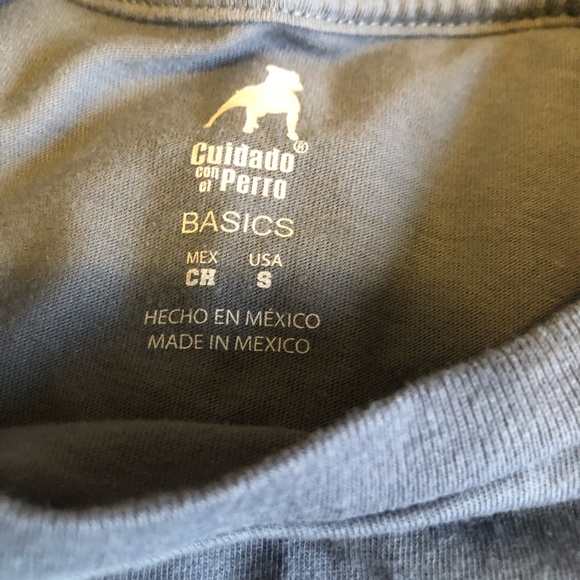 Cuidado®
con
el Perro
BASICS
MEX USA
CH S
HECHO EN MÉXICO
MADE IN MEXICO